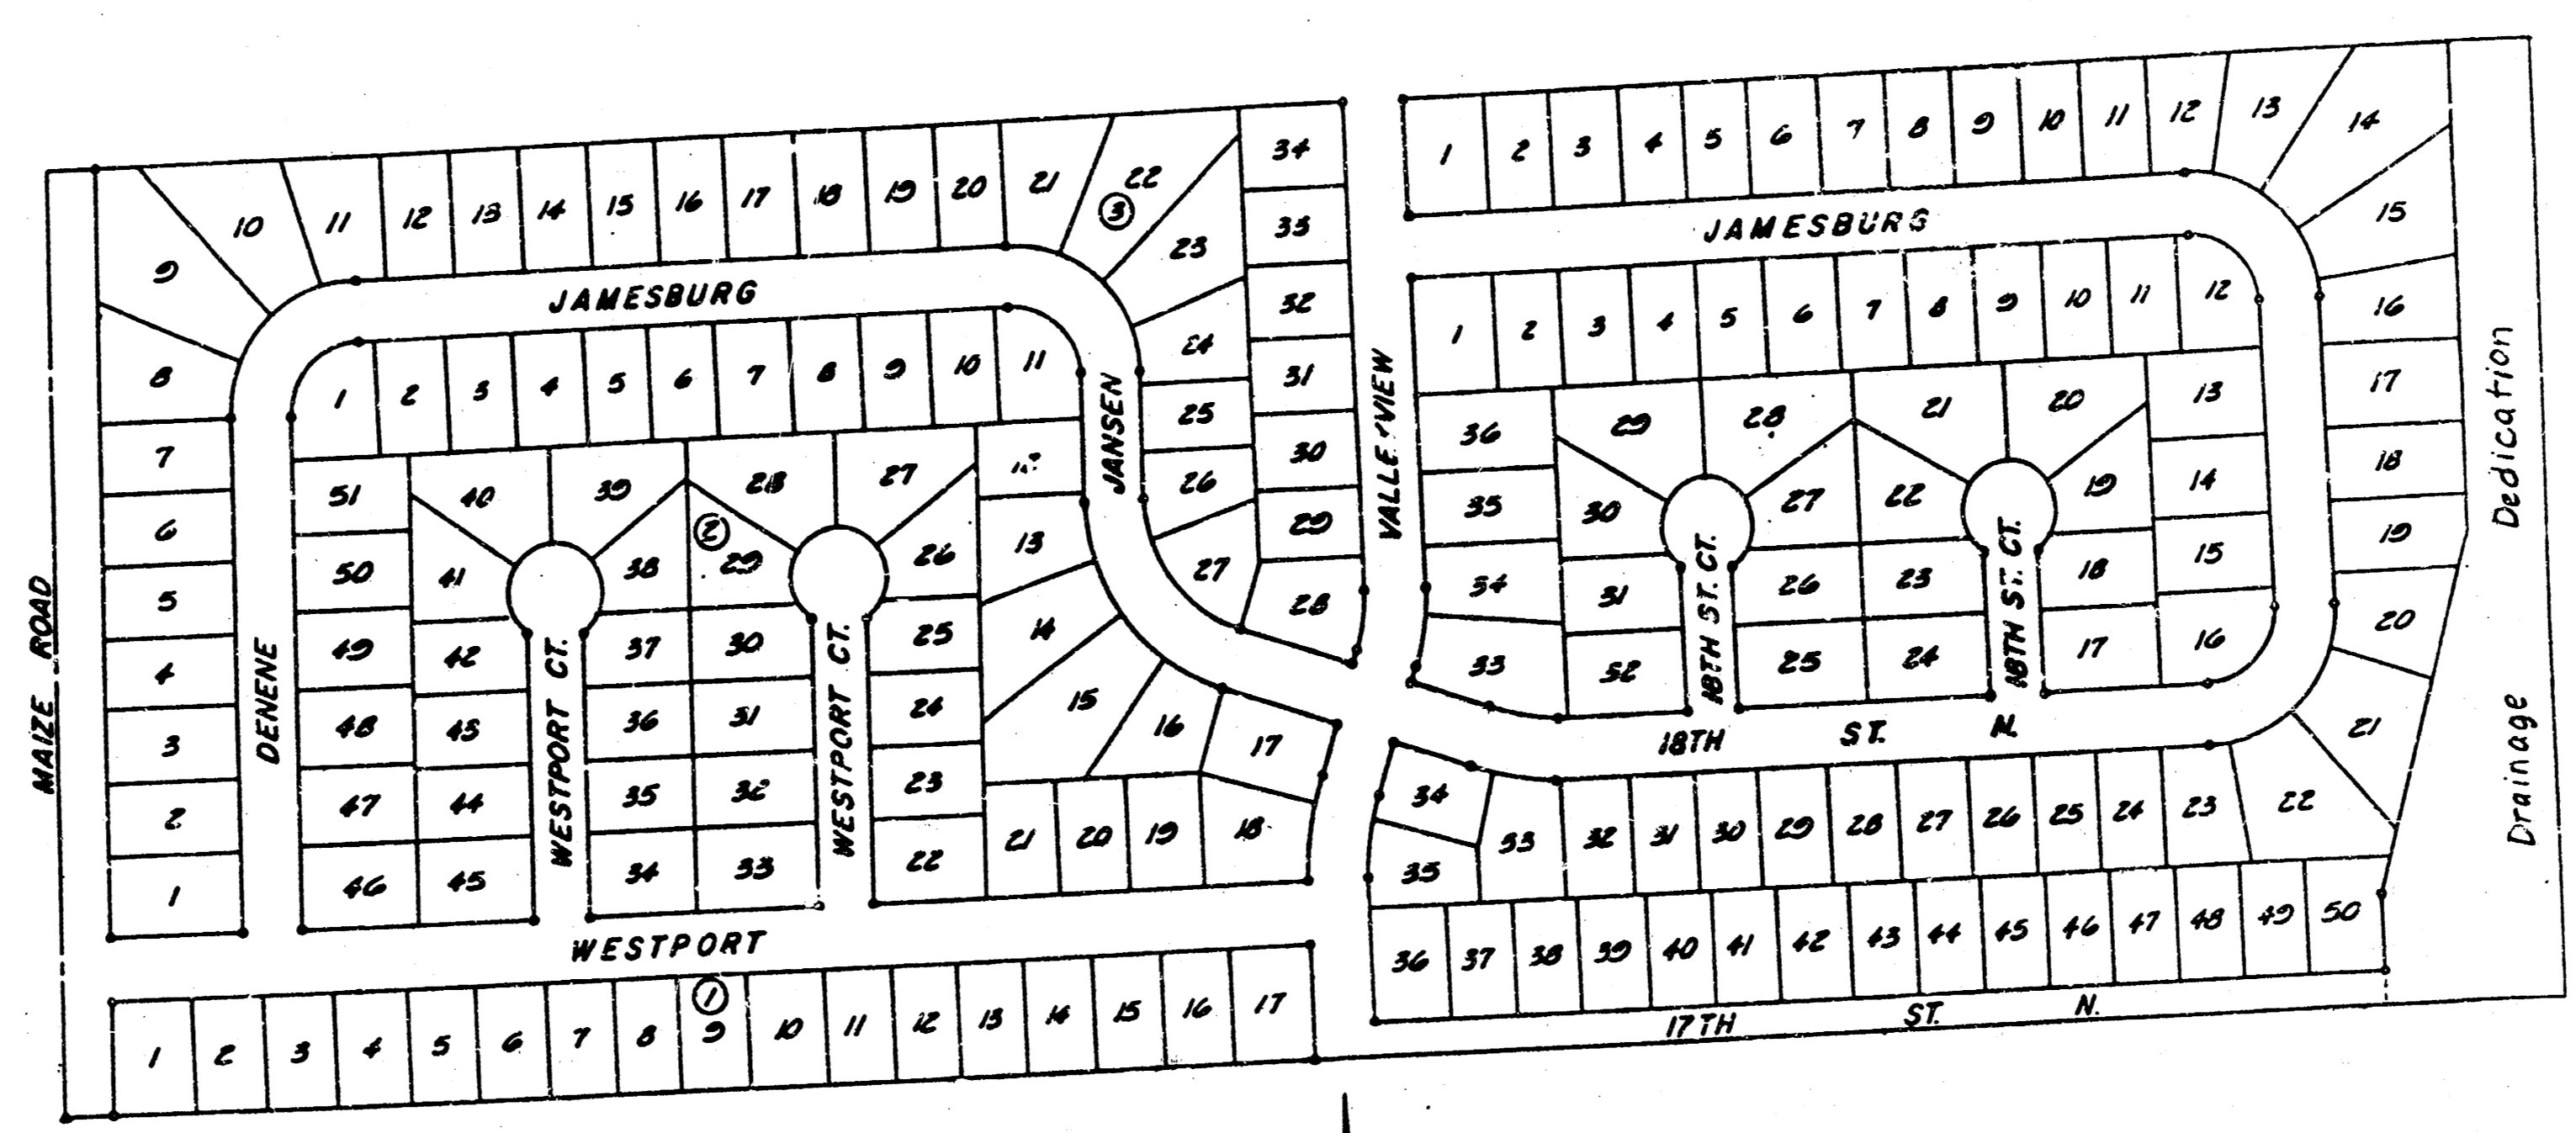 34
1 2 3 4 5 6 7 8 9 10 11 12 13 14
10 11 12 13 14 15 16 17 18 19 20 21 22
③
9
23
33
JAMESBURG
15
JAMESBURG
24
32
1 2 3 4 5 6 7 8 9 10 11 12
16
8
1 2 3 4 5 6 7 8 9 10 11
31
17
7
51 40 39 28 27
JANSEN
25
30
VALLEYVIEW
36 29 28 21 20 13
18
6
50 41 38
②
29 26 13
26
29
35 30 27 22 19 14
19
5
49 42 37 30 25 14
27
28
34 31 26 23 18 15
20
4
48 43 36 31 24 15 16 17
33 32 25 24 17 16
21
3
47 44 35 32 23
2
46 45 34 33 22 21 20 19 18
1
MAIZE ROAD
DENENE
WESTPORT CT.
WESTPORT CT.
18TH ST. CT.
18TH ST. CT.
18TH ST. N.
34 33 32 31 30 29 28 27 26 25 24 23 22
35
36 37 38 39 40 41 42 43 44 45 46 47 48 49 50
WESTPORT
①
1 2 3 4 5 6 7 8 9 10 11 12 13 14 15 16 17
17TH ST. N.
Drainage Dedication